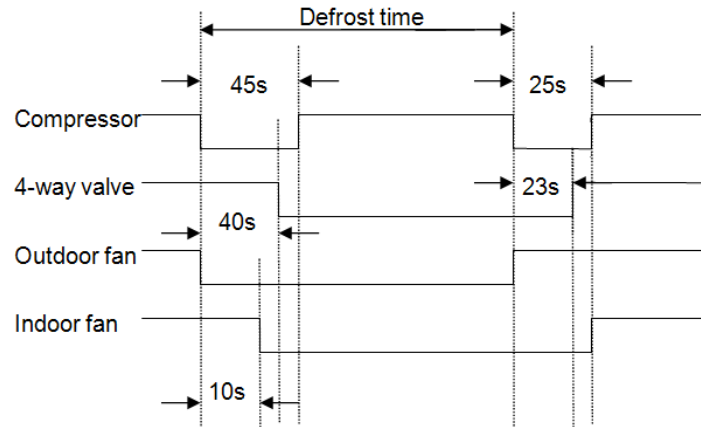 Defrost time
45s
25s
Compressor
4-way valve
23s
40s
Outdoor fan
Indoor fan
10s